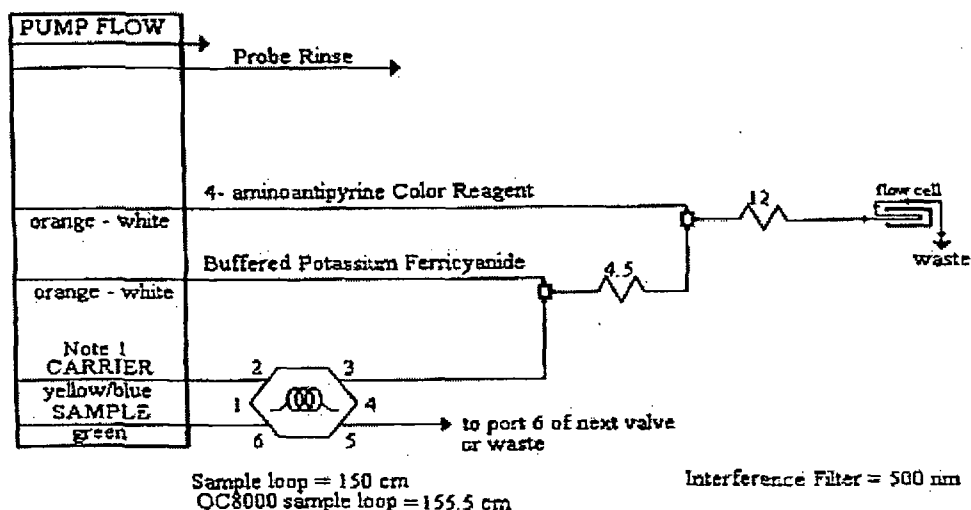 PUMP FLOW
Probe Rinse
4- aminoantipyrine Color Reagent
orange - white
12
flow cell
waste
Buffered Potassium Ferricyanide
orange - white
4.5
Note 1
CARRIER
yellow/blue
SAMPLE
green
2
3
1
4
6
5
to port 6 of next valve
or waste
Sample loop = 150 cm
QC8000 sample loop = 155.5 cm
Interference Filter = 500 nm